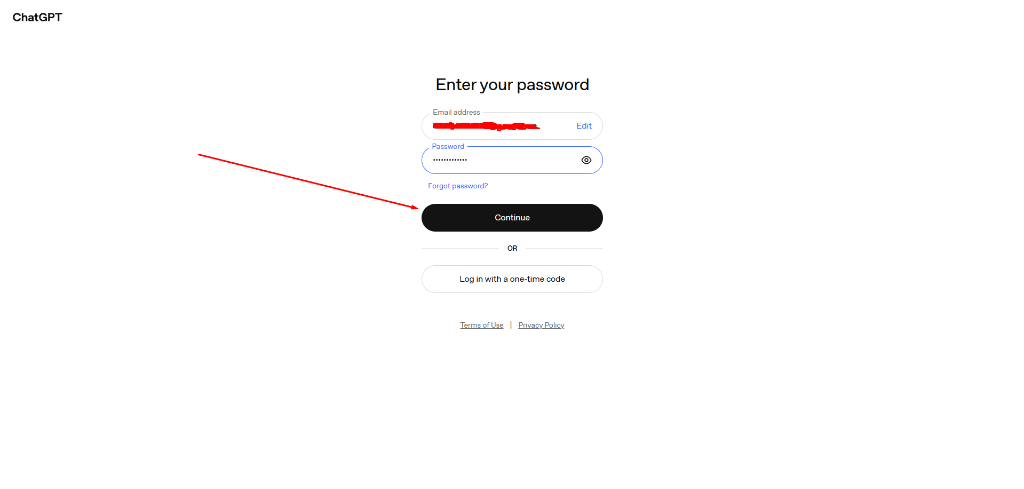 ChatGPT
Enter your password
Email address
Edit
Password
•••••••••••••
Forgot password?
Continue
OR
Log in with a one-time code
Terms of Use | Privacy Policy